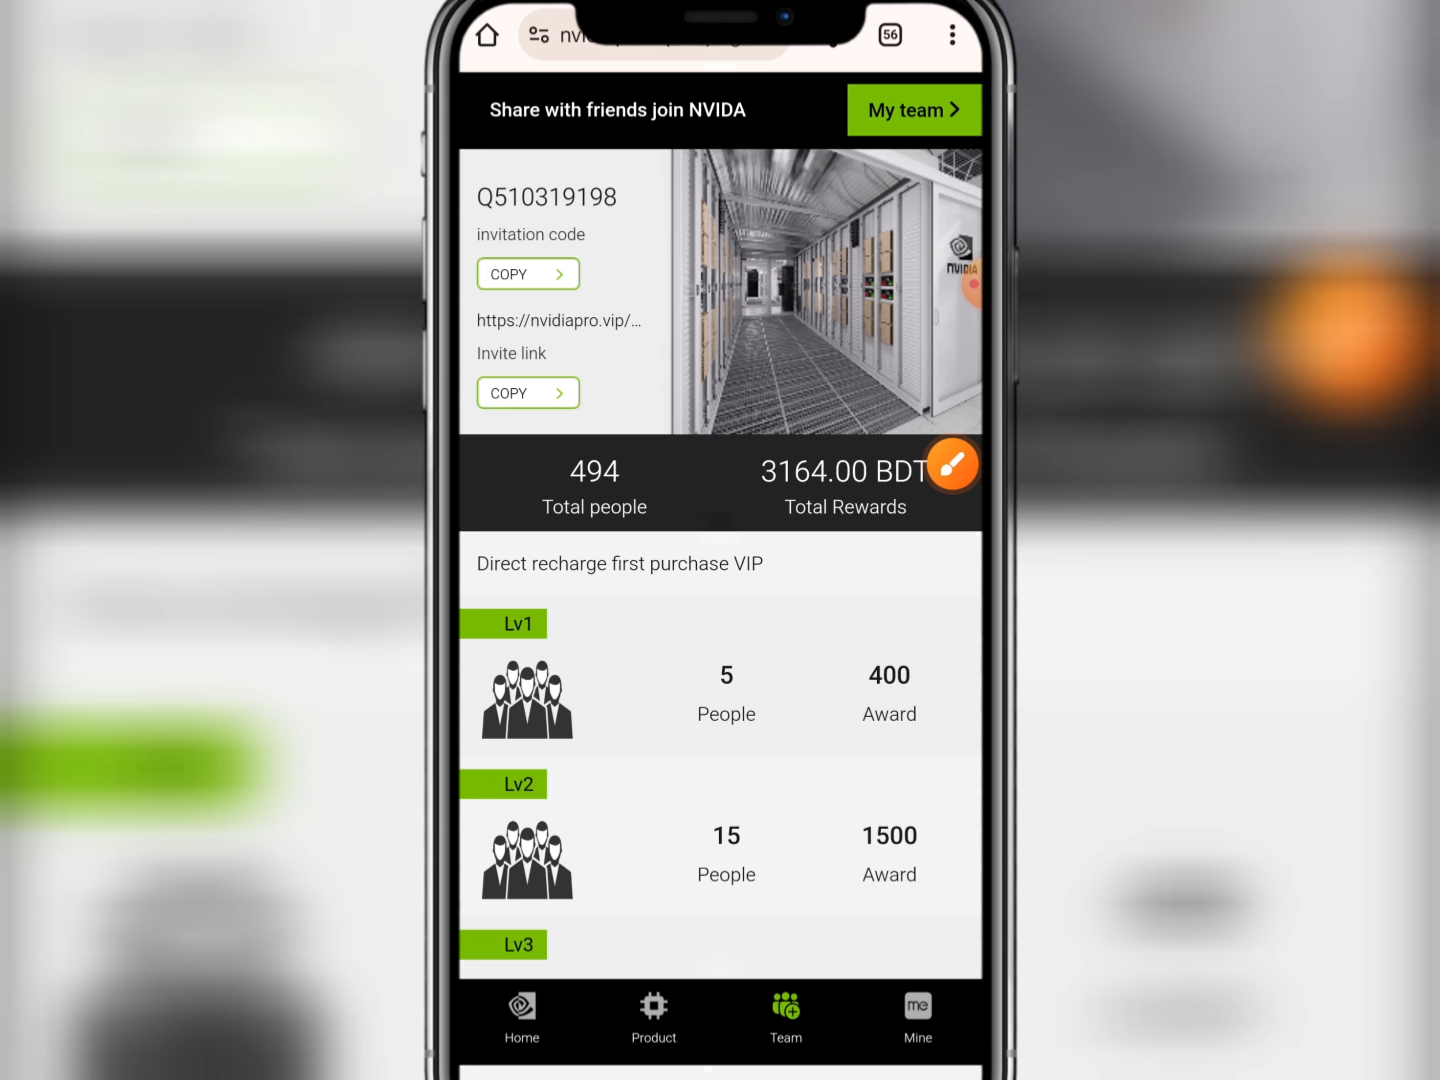 56
Share with friends join NVIDA
My team
Q510319198
invitation code
COPY
https://nvidiapro.vip/...
Invite link
COPY
NVIDIA
494
Total people
3164.00 BDT
Total Rewards
Direct recharge first purchase VIP
Lv1
5
People
400
Award
Lv2
15
People
1500
Award
Lv3
Home
Product
Team
me
Mine